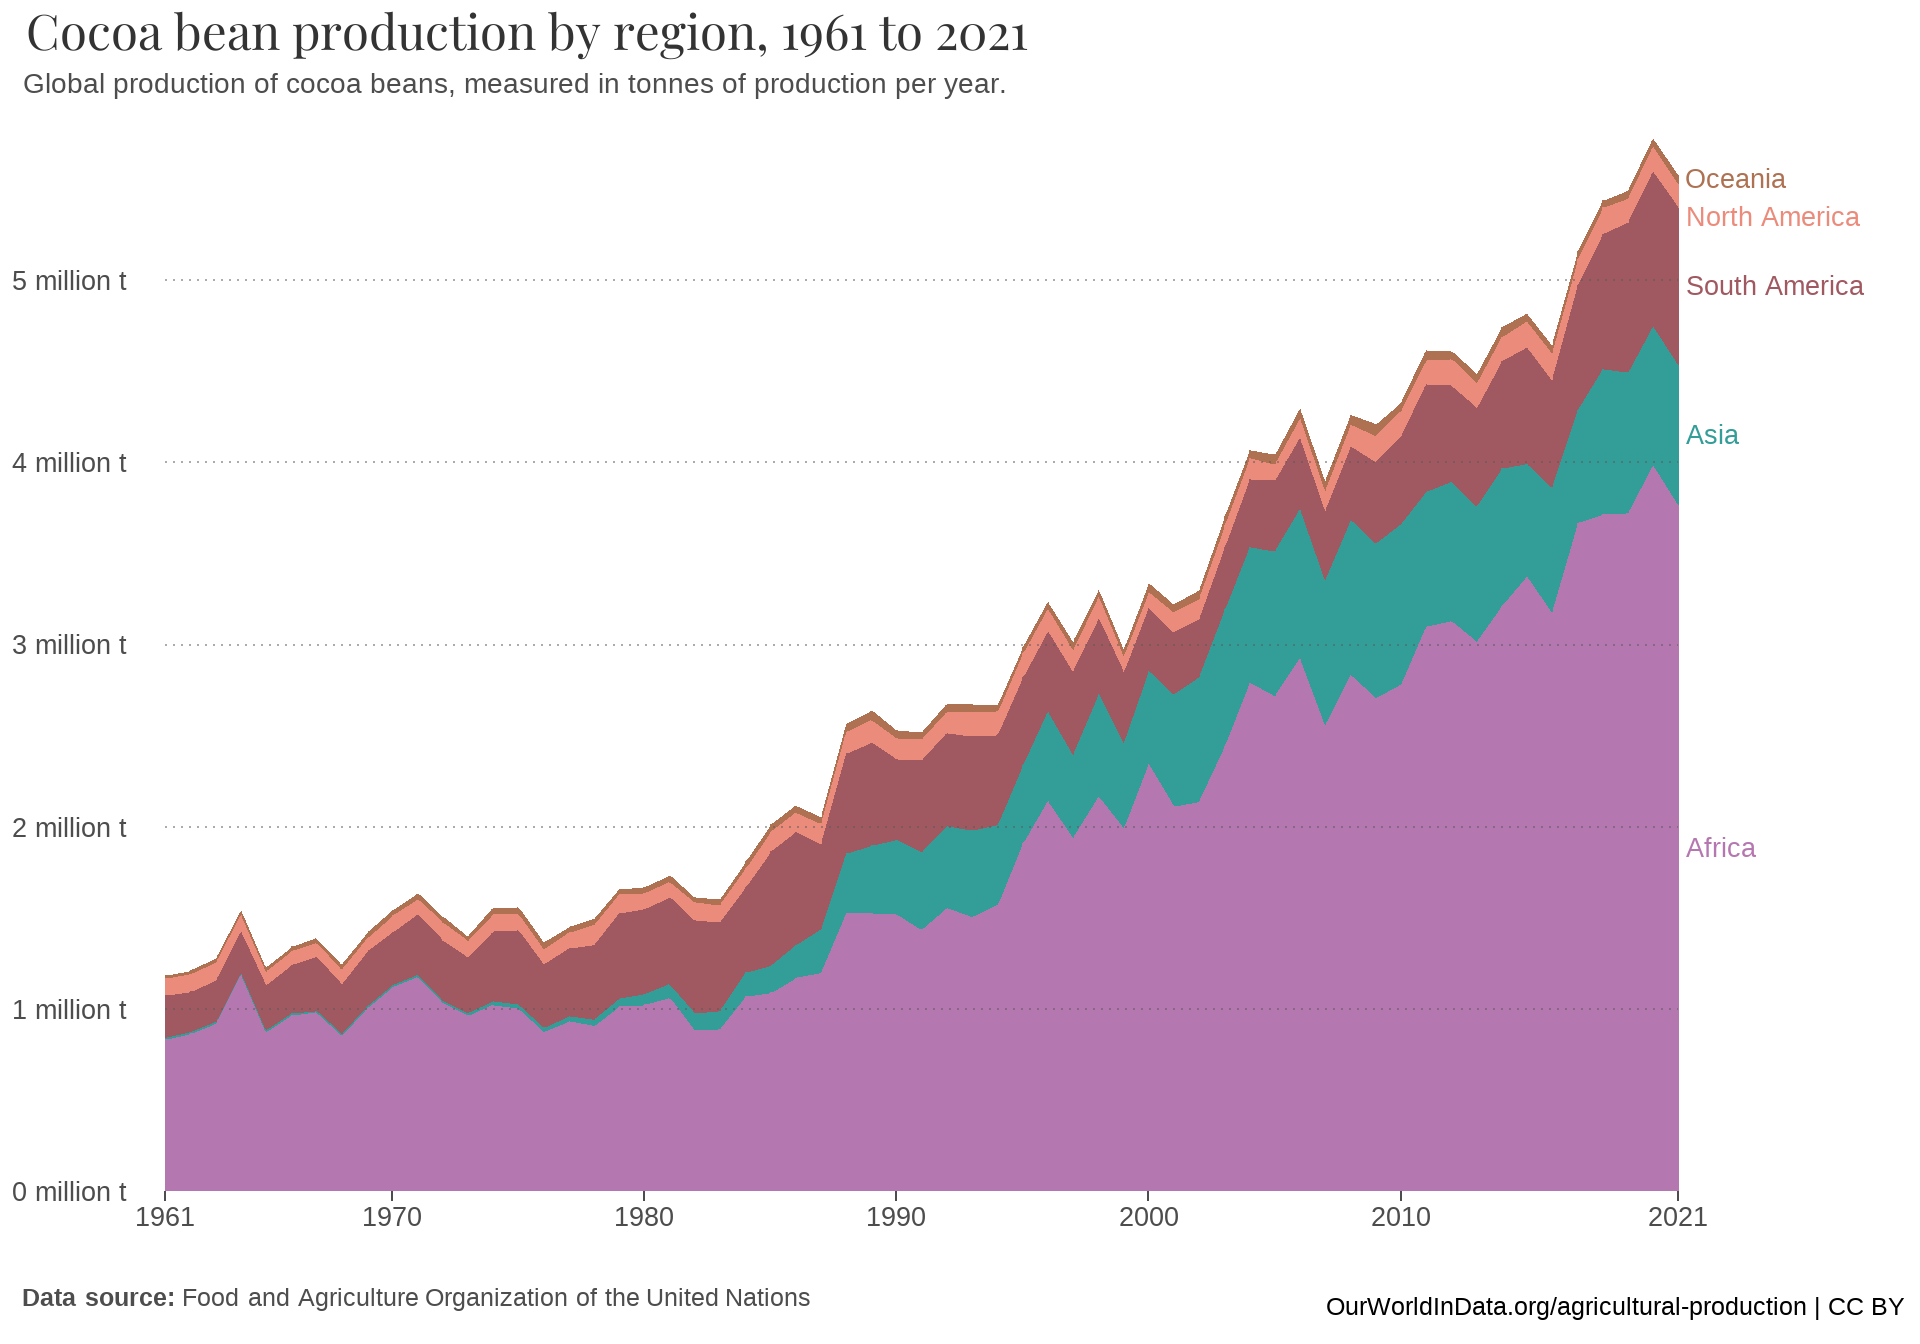 Cocoa bean production by region, 1961 to 2021
Global production of cocoa beans, measured in tonnes of production per year.
Oceania
North America
5 million t
South America
Asia
4 million t
3 million t
2 million t
Africa
1 million t
0 million t
1961 1970 1980 1990 2000 2010 2021
Data source: Food and Agriculture Organization of the United Nations
OurWorldInData.org/agricultural-production | CC BY